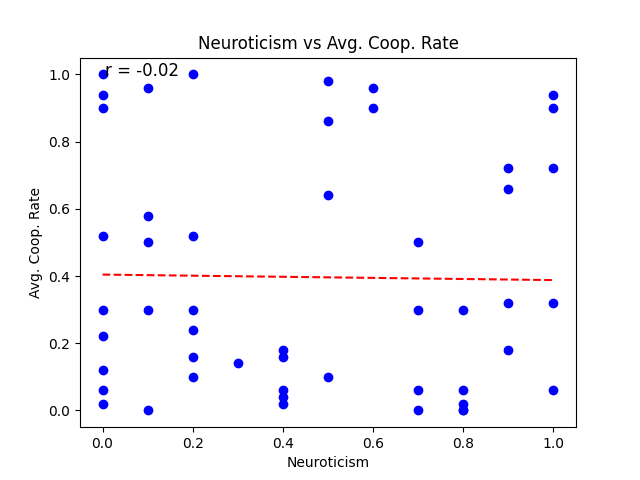 Neuroticism vs Avg. Coop. Rate
r = -0.02
1.0
0.8
0.6
0.4
0.2
0.0
Avg. Coop. Rate
0.0 0.2 0.4 0.6 0.8 1.0
Neuroticism